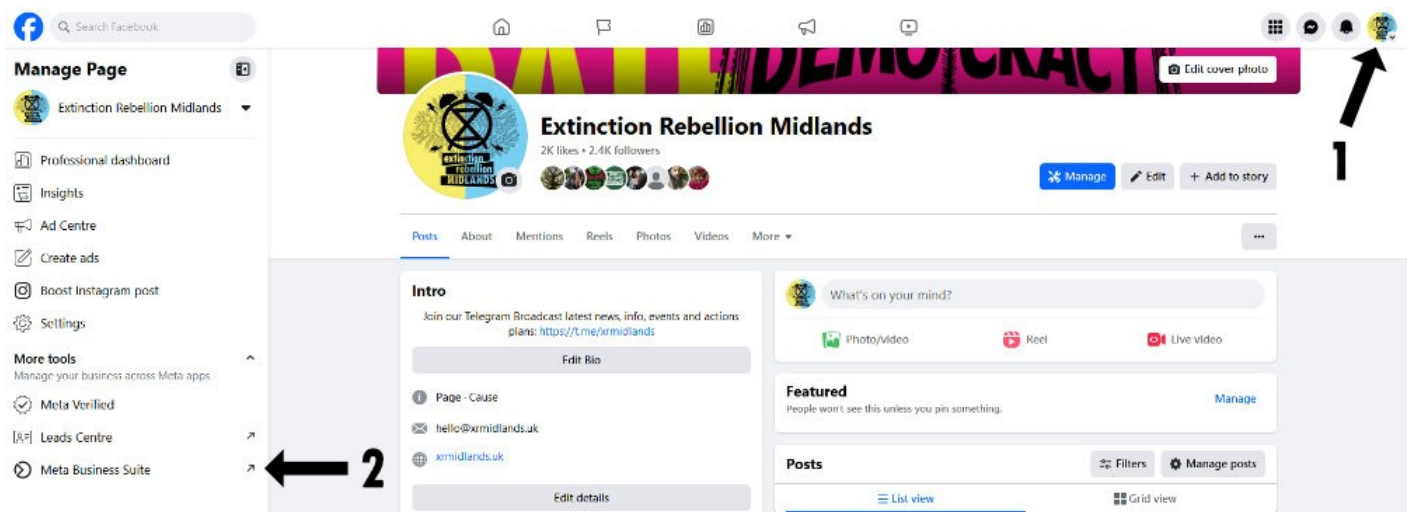 Search Facebook
Manage Page
Extinction Rebellion Midlands
Professional dashboard
Insights
Ad Centre
Create ads
Boost Instagram post
Settings
More tools
Manage your business across Meta apps
Meta Verified
Leads Centre
Meta Business Suite
2
1
DEMOCRACY
Edit cover photo
extinction
rebellion
MIDLANDS
Extinction Rebellion Midlands
2K likes • 2.4K followers
Manage
Edit
+ Add to story
Posts About Mentions Reels Photos Videos More
Intro
Join our Telegram Broadcast latest news, info, events and actions
plans: https://t.me/xrmidlands
Edit Bio
Page · Cause
hello@xrmidlands.uk
xrmidlands.uk
Edit details
What's on your mind?
Photo/video Reel Live video
Featured
People won't see this unless you pin something.
Manage
Posts
Filters Manage posts
List view Grid view